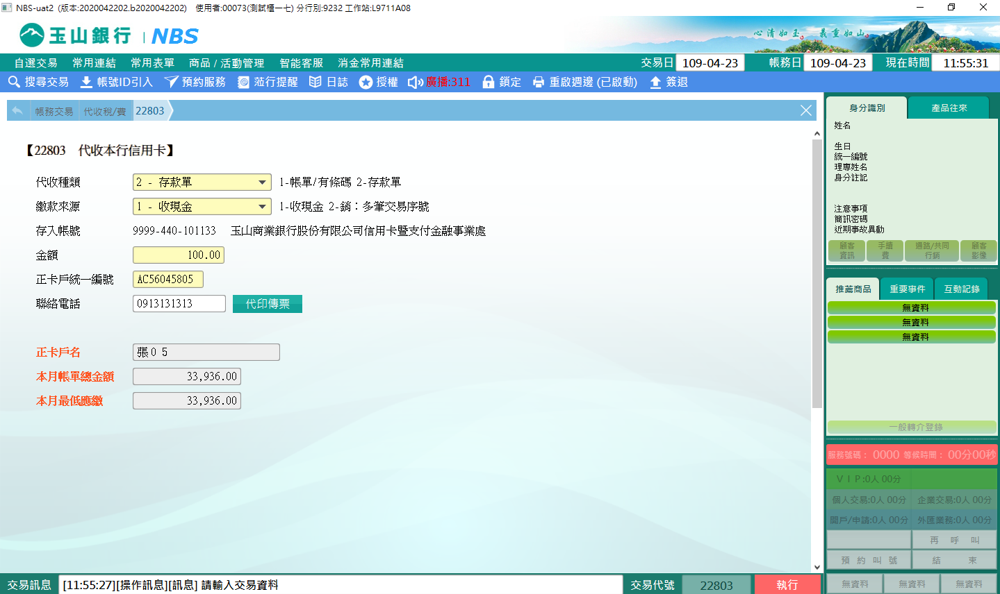 NBS-uat2 (版本:2020042202.b2020042202) 使用者:00073(測試櫃一七) 分行別:9232 工作站:L9711A08
玉山銀行 | NBS
心清如玉。義重如山。
自選交易 常用連結 常用表單 商品 / 活動管理 智能客服 消金常用連結 交易日 109-04-23 帳務日 109-04-23 現在時間 11:55:31
搜尋交易 帳號ID引入 預約服務 蒞行提醒 日誌 授權 廣播:311 鎖定 重啟週邊 (已啟動) 簽退
帳務交易 代收稅/費 22803
【22803 代收本行信用卡】
代收種類 2 - 存款單 1-帳單/有條碼 2-存款單
繳款來源 1 - 收現金 1-收現金 2-銷：多筆交易序號
存入帳號 9999-440-101133 玉山商業銀行股份有限公司信用卡暨支付金融事業處
金額 100.00
正卡戶統一編號 AC56045805
聯絡電話 0913131313 代印傳票
正卡戶名 張０５
本月帳單總金額 33,936.00
本月最低應繳 33,936.00
身分識別 產品往來
姓名
生日
統一編號
理專姓名
身分註記
注意事項
簡訊密碼
近期事故異動
顧客資訊 手續費 通路/共同行銷 顧客影像
推薦商品 重要事件 互動記錄
無資料
無資料
無資料
一般轉介登錄
服務號碼： 0000 等候時間： 00分00秒
ＶＩＰ:0人 00分
個人交易:0人 00分 企業交易:0人 00分
開戶/申請:0人 00分 外匯業務:0人 00分
再 呼 叫
預 約 叫 號 結 束
無資料 無資料 無資料
交易訊息 [11:55:27][操作訊息][訊息] 請輸入交易資料 交易代號 22803 執行